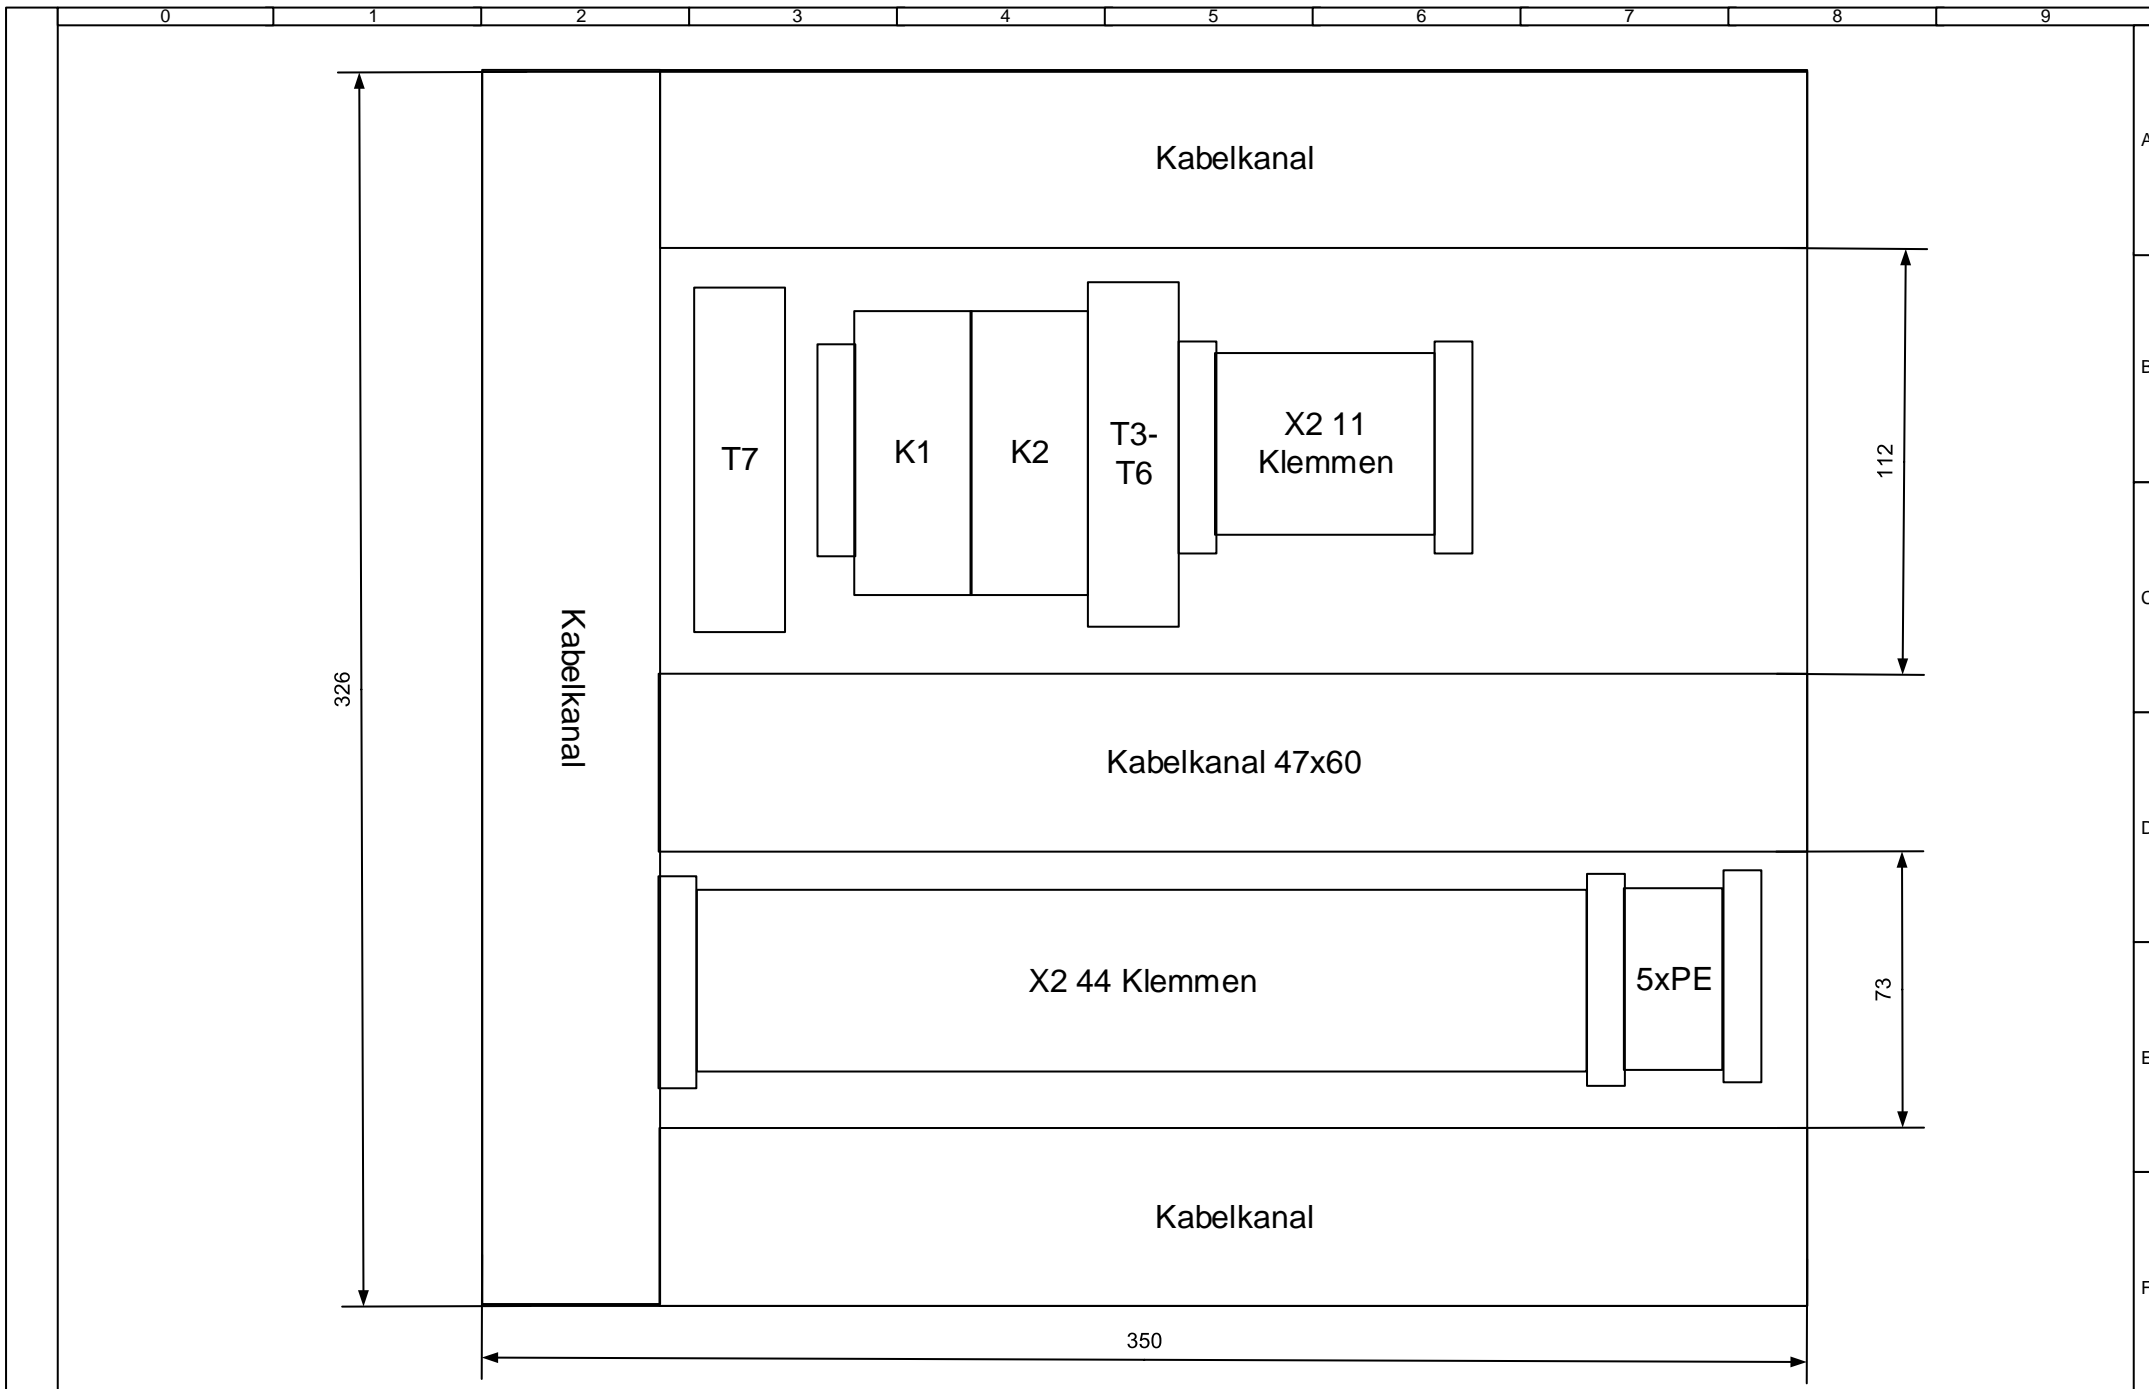 0 1 2 3 4 5 6 7 8 9
Kabelkanal
A
B
T7
K1
K2
T3-
T6
X2 11
Klemmen
112
C
Kabelkanal
326
Kabelkanal 47x60
D
X2 44 Klemmen
5xPE
73
E
Kabelkanal
F
350